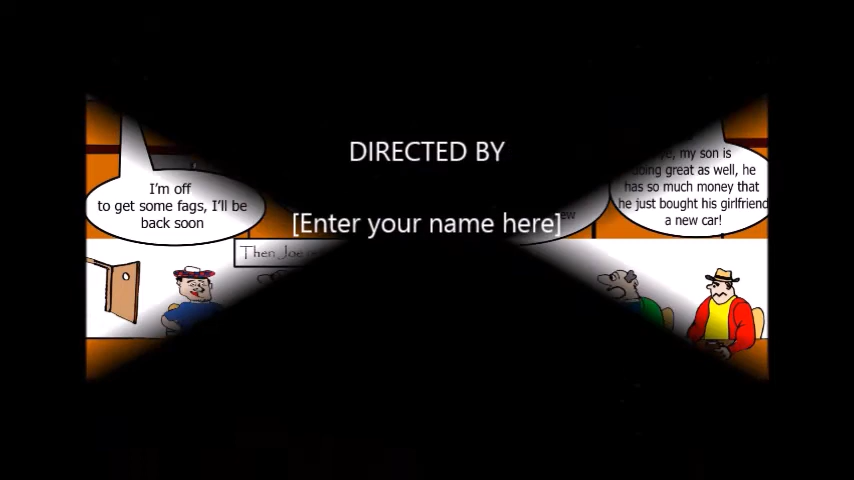 DIRECTED BY
[Enter your name here]
I'm off
to get some fags, I'll be
back soon
Then Joe
my son is
doing great as well, he
has so much money that
he just bought his girlfriend
a new car!